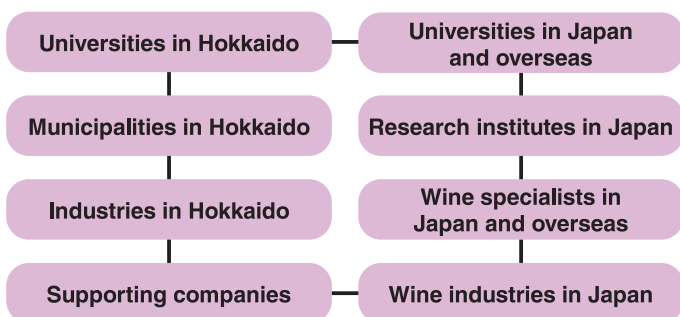 Universities in Hokkaido
Universities in Japan
and overseas
Municipalities in Hokkaido
Research institutes in Japan
Industries in Hokkaido
Wine specialists in
Japan and overseas
Supporting companies
Wine industries in Japan